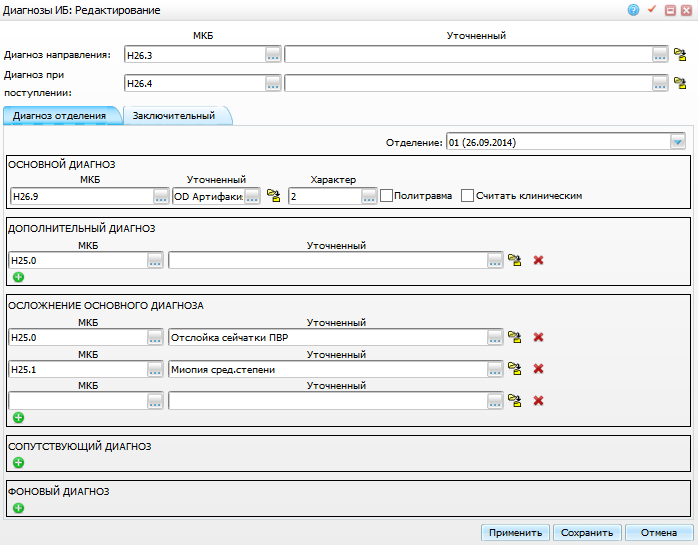 Диагнозы ИБ: Редактирование
МКБ Уточненный
Диагноз направления: H26.3
Диагноз при поступлении: H26.4
Диагноз отделения Заключительный
Отделение: 01 (26.09.2014)
ОСНОВНОЙ ДИАГНОЗ
МКБ Уточненный Характер
H26.9 OD Артифаки 2 Политравма Считать клиническим
ДОПОЛНИТЕЛЬНЫЙ ДИАГНОЗ
МКБ Уточненный
H25.0
ОСЛОЖНЕНИЕ ОСНОВНОГО ДИАГНОЗА
МКБ Уточненный
H25.0 Отслойка сейчатки ПВР
МКБ Уточненный
H25.1 Миопия сред.степени
МКБ Уточненный
СОПУТСТВУЮЩИЙ ДИАГНОЗ
ФОНОВЫЙ ДИАГНОЗ
Применить Сохранить Отмена